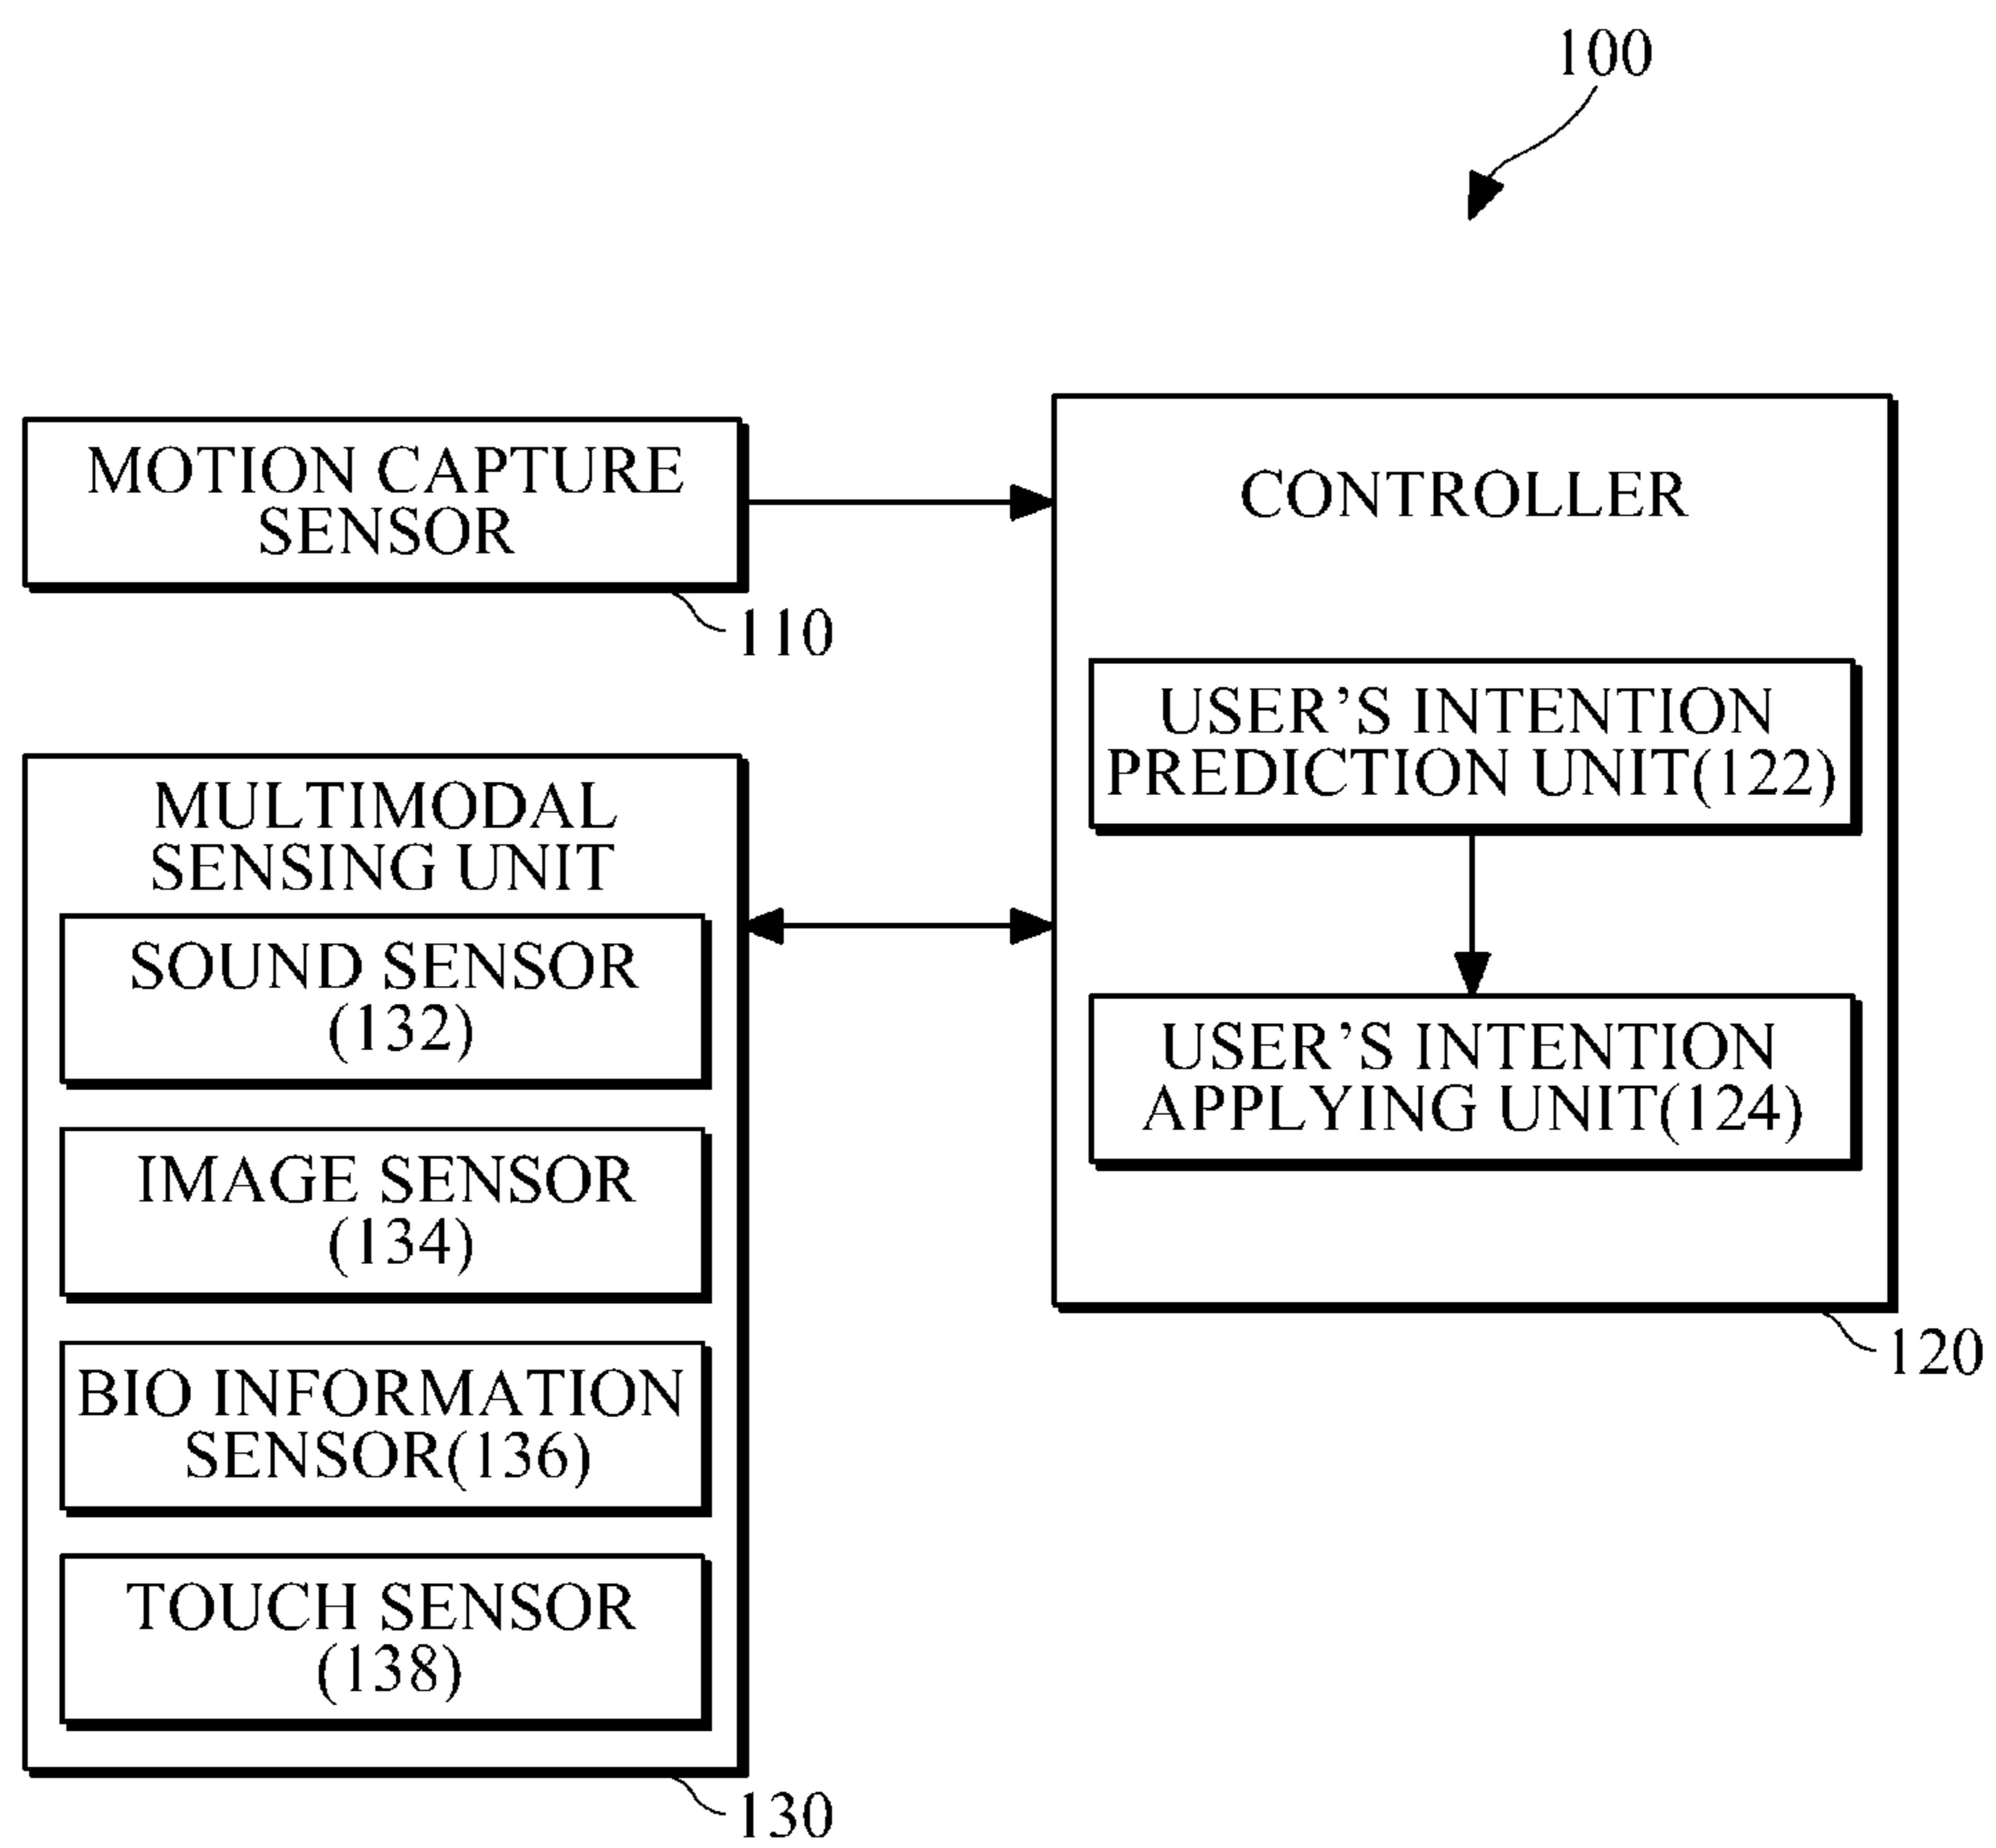 100
MOTION CAPTURE
SENSOR
110
CONTROLLER
USER’S INTENTION
PREDICTION UNIT(122)
USER’S INTENTION
APPLYING UNIT(124)
120
MULTIMODAL
SENSING UNIT
SOUND SENSOR
(132)
IMAGE SENSOR
(134)
BIO INFORMATION
SENSOR(136)
TOUCH SENSOR
(138)
130